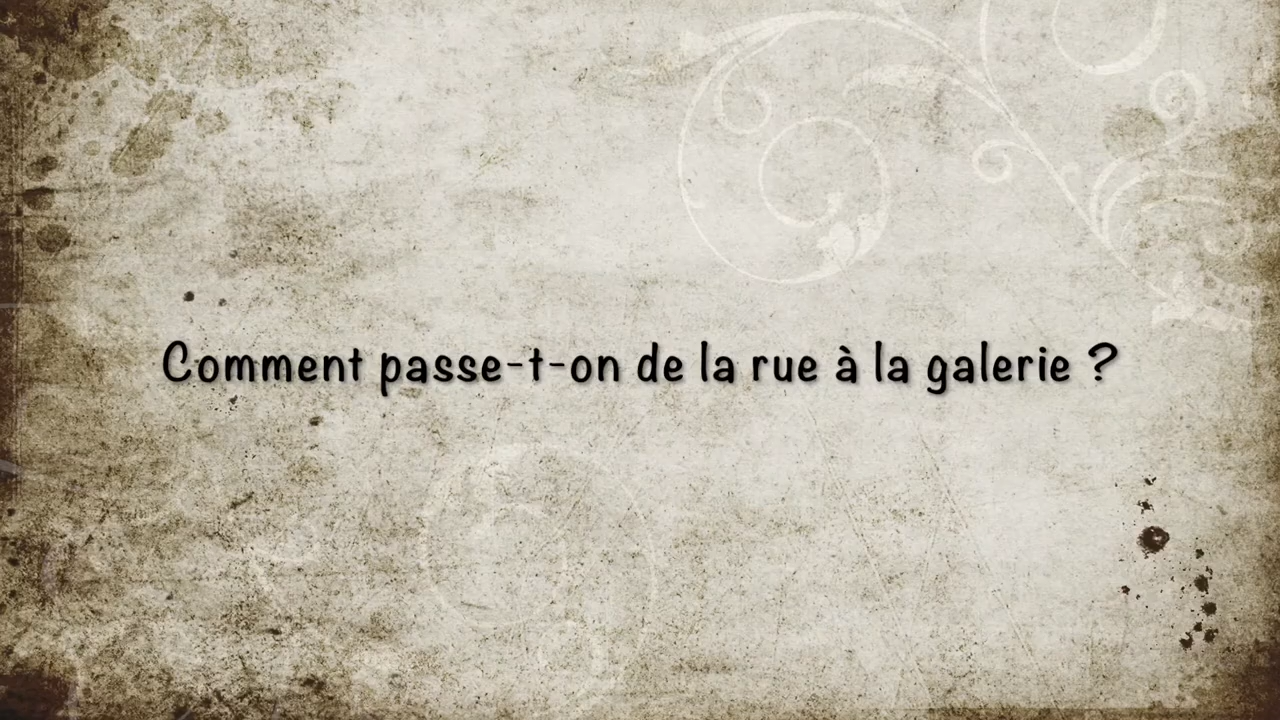 Comment passe-t-on de la rue à la galerie ?